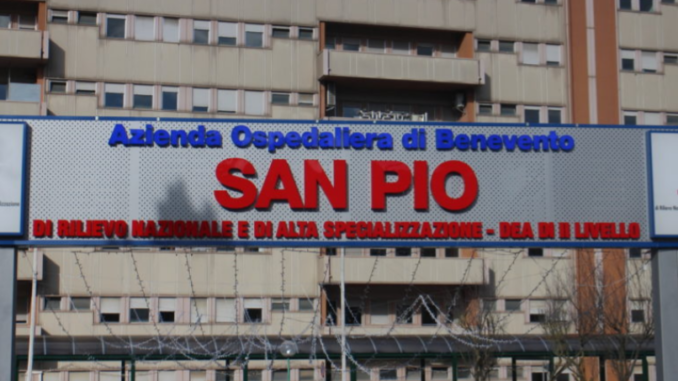 Azienda Ospedaliera di Benevento
SAN PIO
DI RILIEVO NAZIONALE E DI ALTA SPECIALIZZAZIONE - DEA DI II LIVELLO